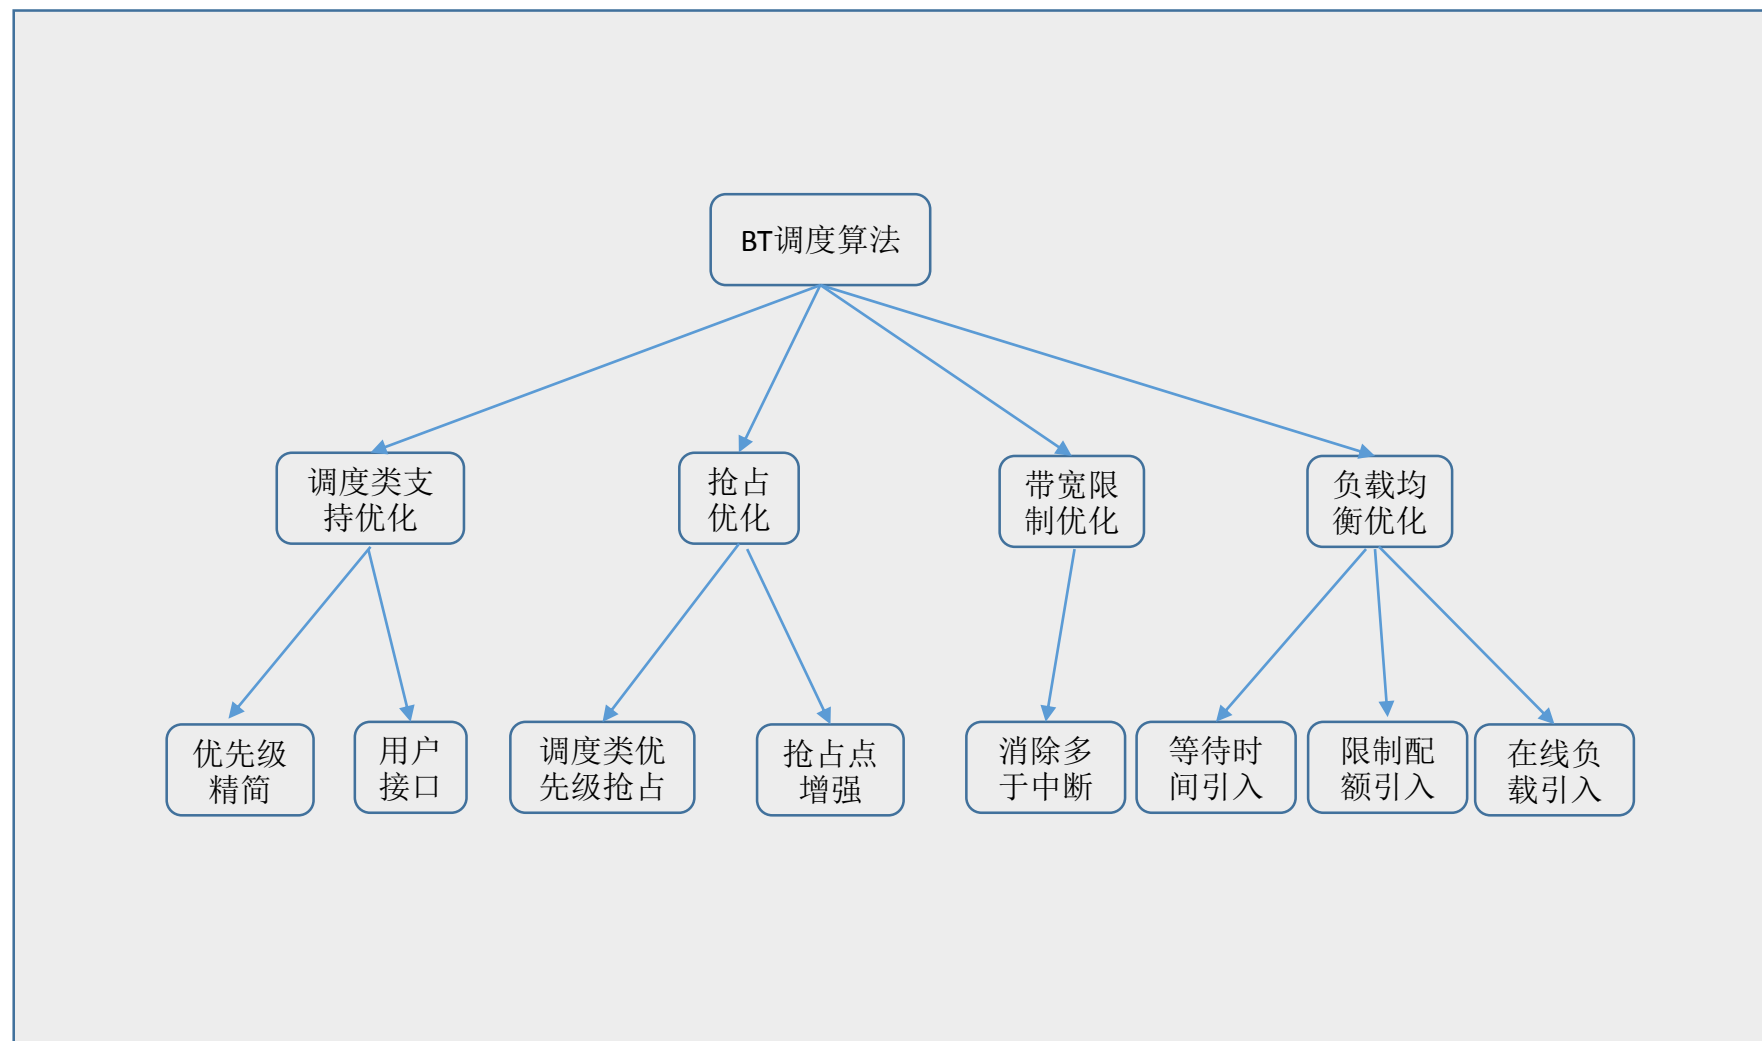 BT调度算法
调度类支
持优化
抢占
优化
带宽限
制优化
负载均
衡优化
优先级
精简
用户
接口
调度类优
先级抢占
抢占点
增强
消除多
于中断
等待时
间引入
限制配
额引入
在线负
载引入